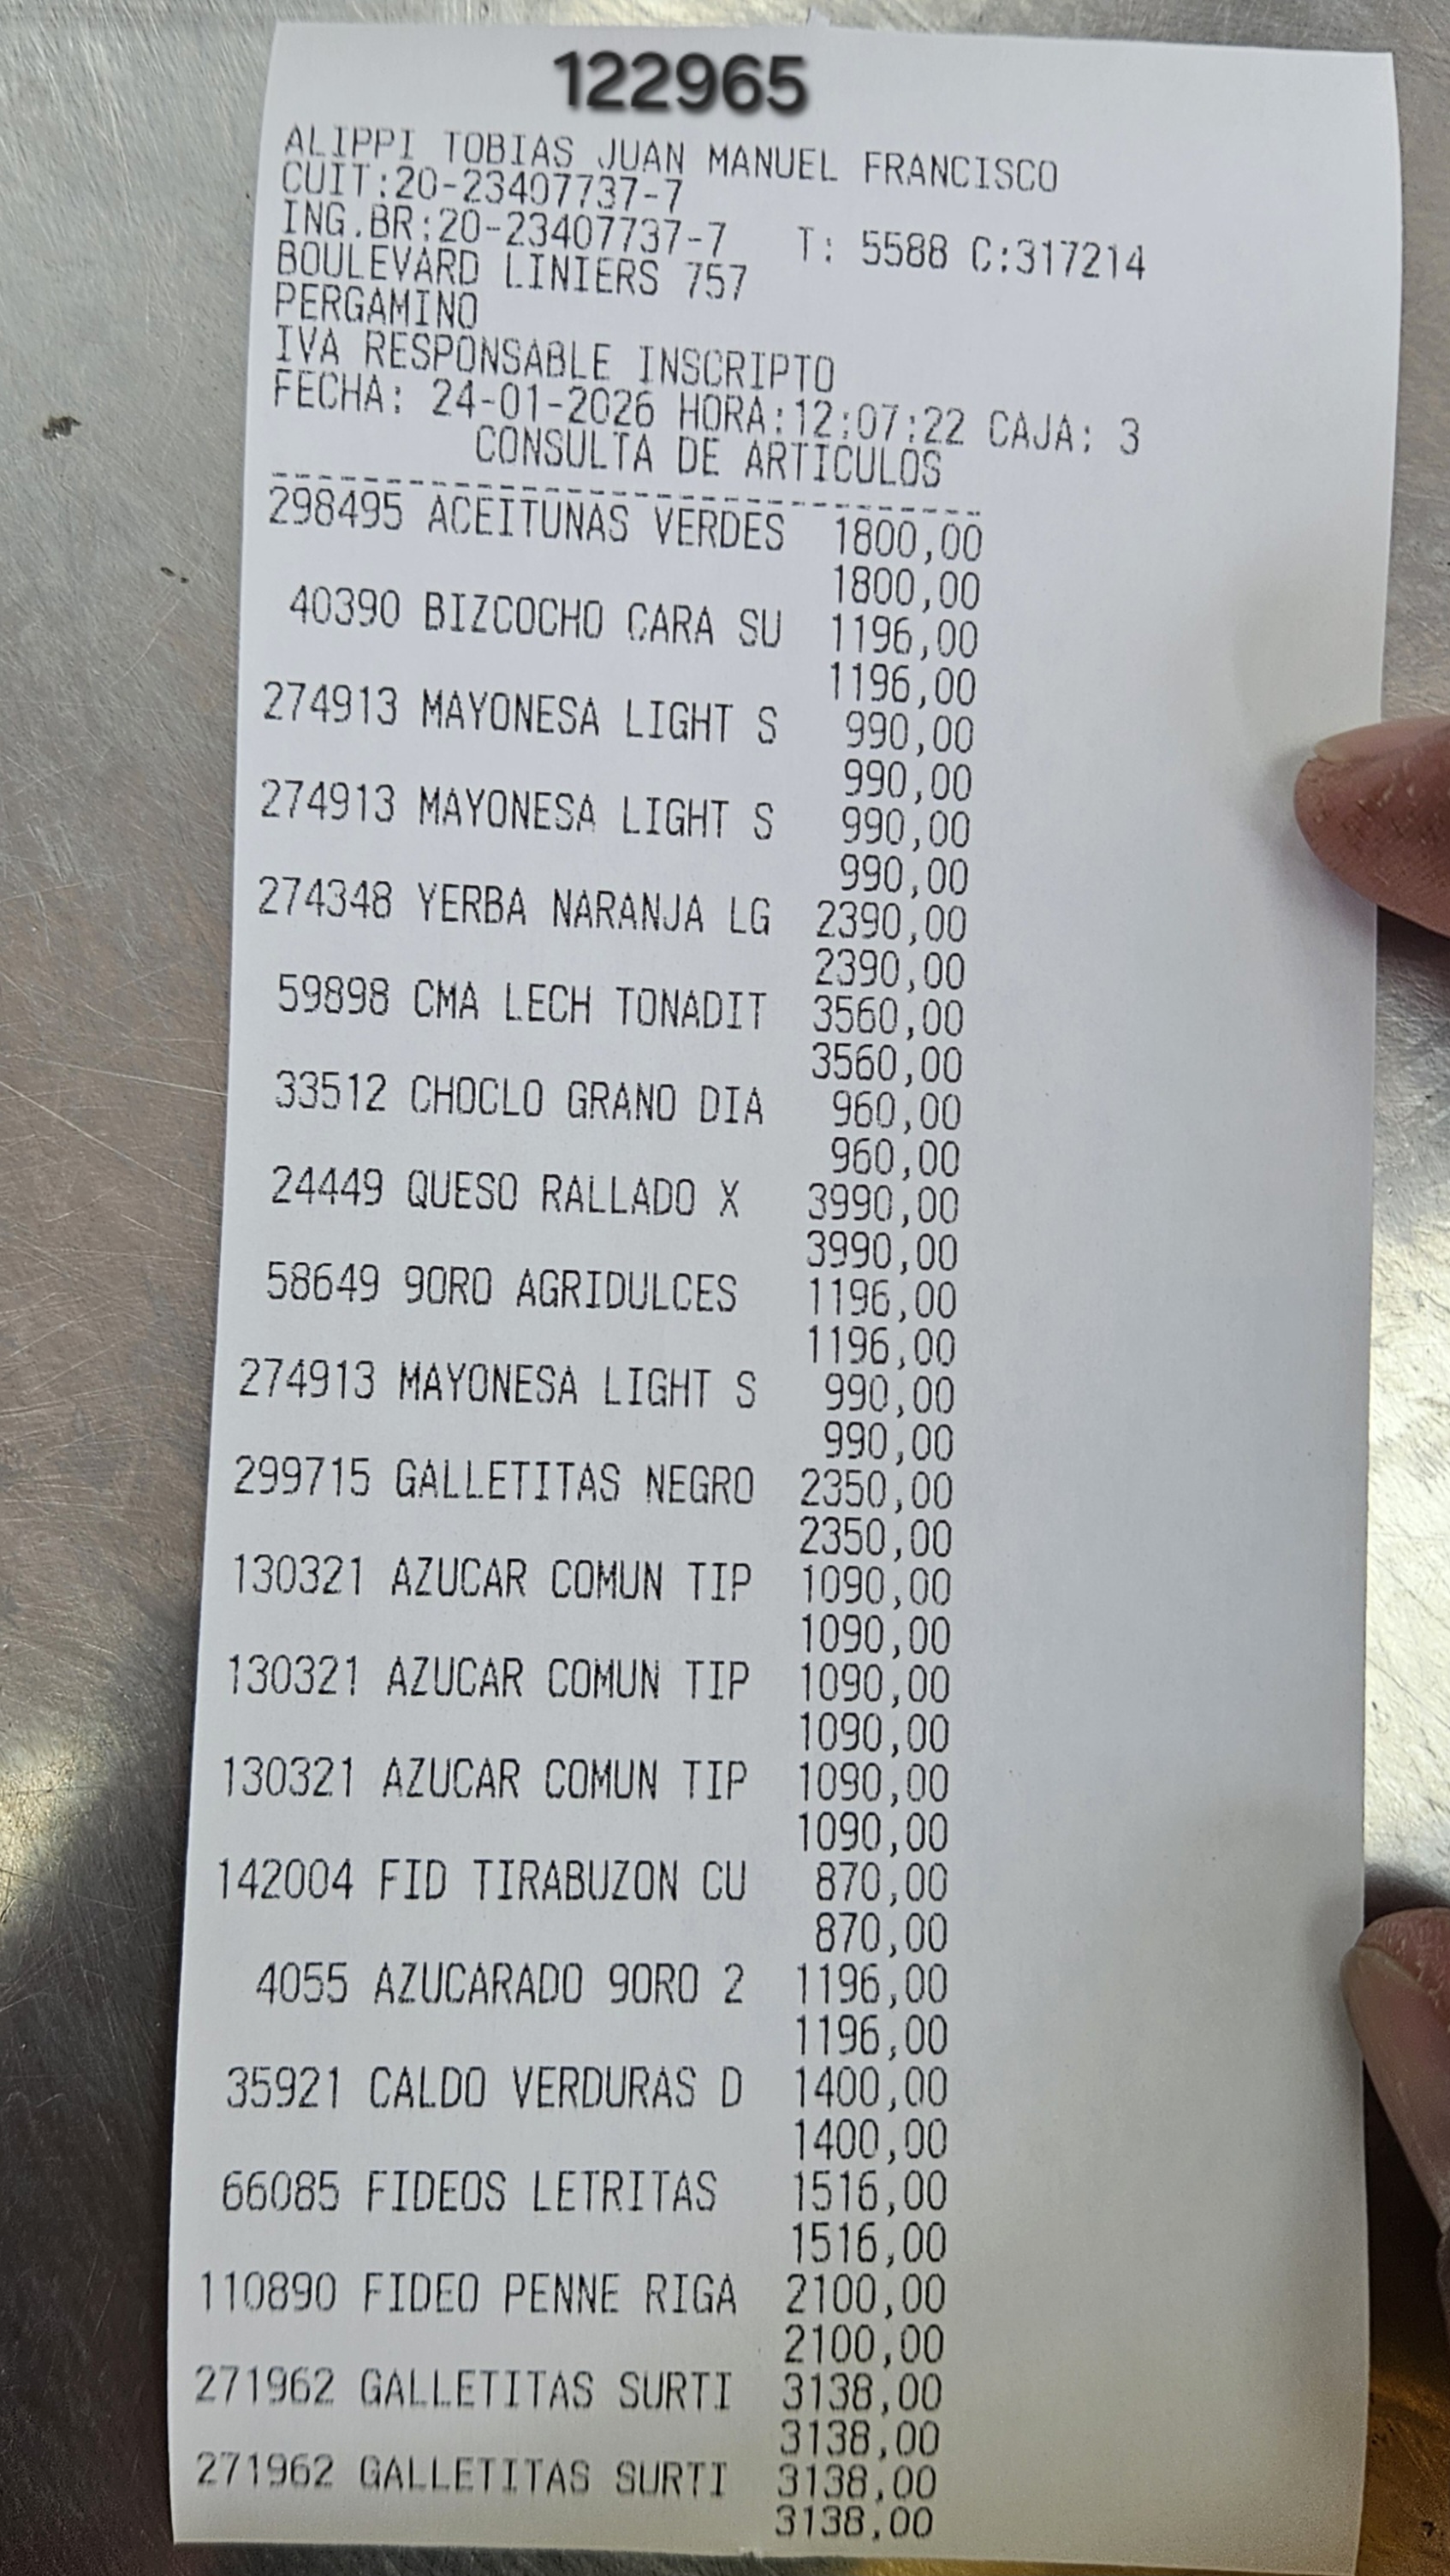 122965
ALIPPI TOBIAS JUAN MANUEL FRANCISCO
CUIT:20-23407737-7
ING.BR:20-23407737-7 T: 5588 C:317214
BOULEVARD LINIERS 757
PERGAMINO
IVA RESPONSABLE INSCRIPTO
FECHA: 24-01-2026 HORA:12:07:22 CAJA: 3
CONSULTA DE ARTICULOS
298495 ACEITUNAS VERDES 1800,00
1800,00
40390 BIZCOCHO CARA SU 1196,00
1196,00
274913 MAYONESA LIGHT S 990,00
990,00
274913 MAYONESA LIGHT S 990,00
990,00
274348 YERBA NARANJA LG 2390,00
2390,00
59898 CMA LECH TONADIT 3560,00
3560,00
33512 CHOCLO GRANO DIA 960,00
960,00
24449 QUESO RALLADO X 3990,00
3990,00
58649 9ORO AGRIDULCES 1196,00
1196,00
274913 MAYONESA LIGHT S 990,00
990,00
299715 GALLETITAS NEGRO 2350,00
2350,00
130321 AZUCAR COMUN TIP 1090,00
1090,00
130321 AZUCAR COMUN TIP 1090,00
1090,00
130321 AZUCAR COMUN TIP 1090,00
1090,00
142004 FID TIRABUZON CU 870,00
870,00
4055 AZUCARADO 9ORO 2 1196,00
1196,00
35921 CALDO VERDURAS D 1400,00
1400,00
66085 FIDEOS LETRITAS 1516,00
1516,00
110890 FIDEO PENNE RIGA 2100,00
2100,00
271962 GALLETITAS SURTI 3138,00
3138,00
271962 GALLETITAS SURTI 3138,00
3138,00